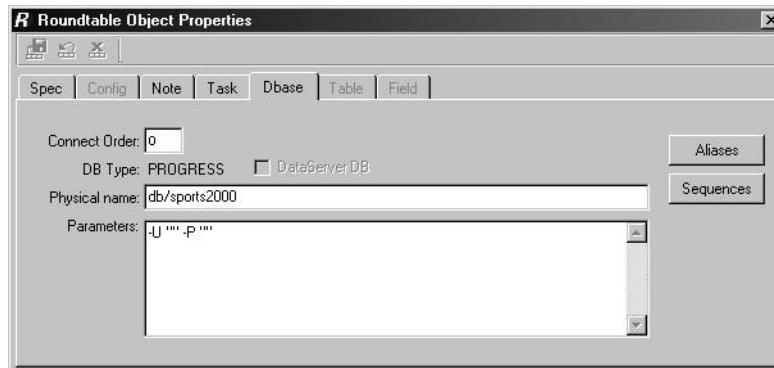 R Roundtable Object Properties
Spec Config Note Task Dbase Table Field
Connect Order: 0
DB Type: PROGRESS DataServer DB
Aliases
Physical name: db/sports2000
Sequences
Parameters: -U "" -P ""